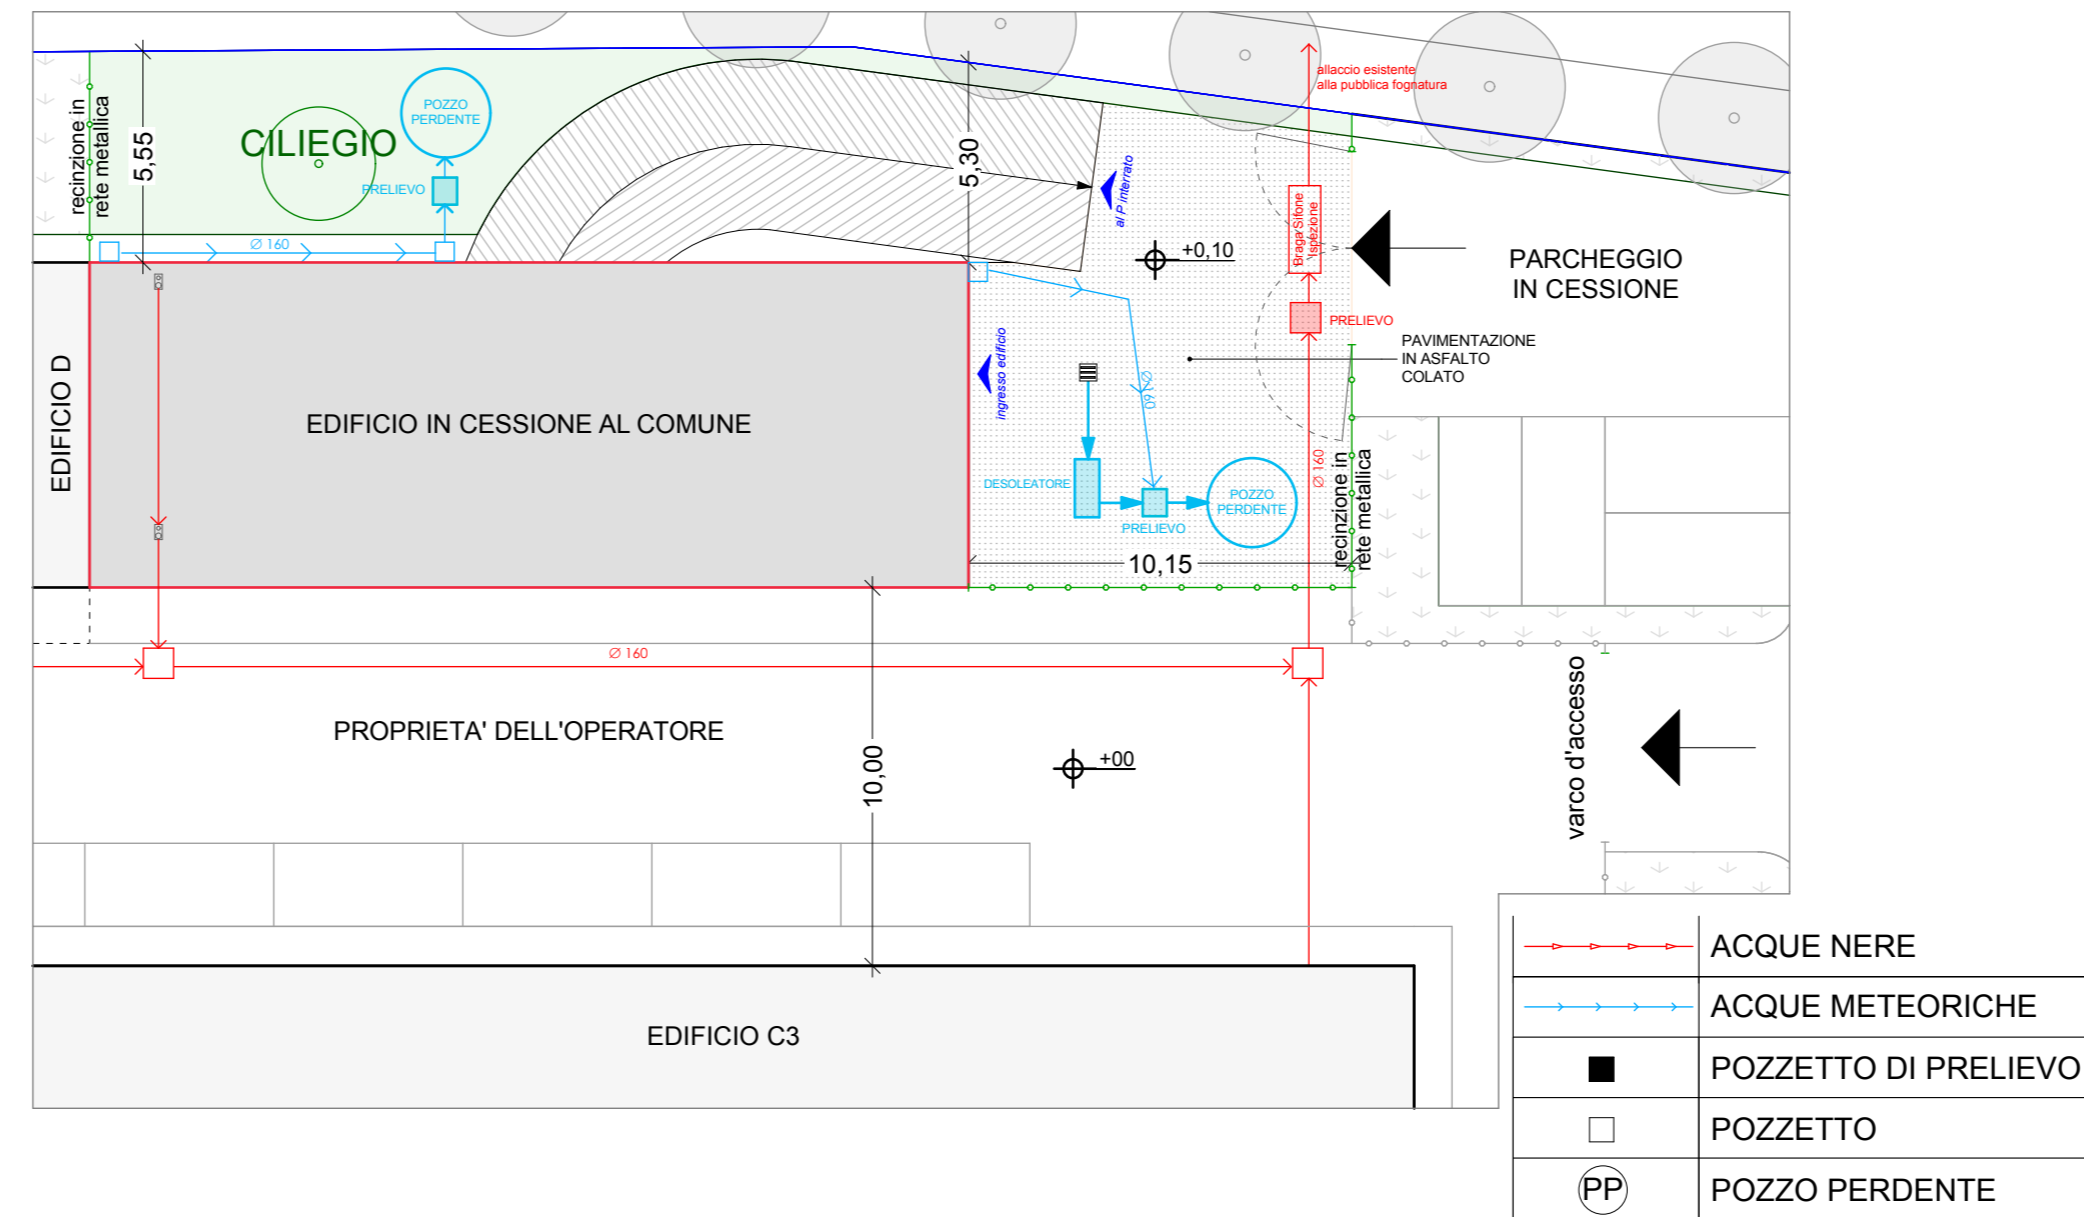 allaccio esistente
alla pubblica fognatura
recinzione in
rete metallica
5,55
CILIEGIO
POZZO
PERDENTE
PRELIEVO
Ø 160
5,30
al P interrato
+0,10
Braga Sifone
Ispezione
PRELIEVO
PARCHEGGIO
IN CESSIONE
PAVIMENTAZIONE
IN ASFALTO
COLATO
EDIFICIO D
EDIFICIO IN CESSIONE AL COMUNE
ingresso edificio
Ø160
DESOLEATORE
PRELIEVO
POZZO
PERDENTE
Ø 160
recinzione in
rete metallica
10,15
Ø 160
PROPRIETA' DELL'OPERATORE
10,00
+00
varco d'accesso
EDIFICIO C3
ACQUE NERE
ACQUE METEORICHE
POZZETTO DI PRELIEVO
POZZETTO
PP
POZZO PERDENTE